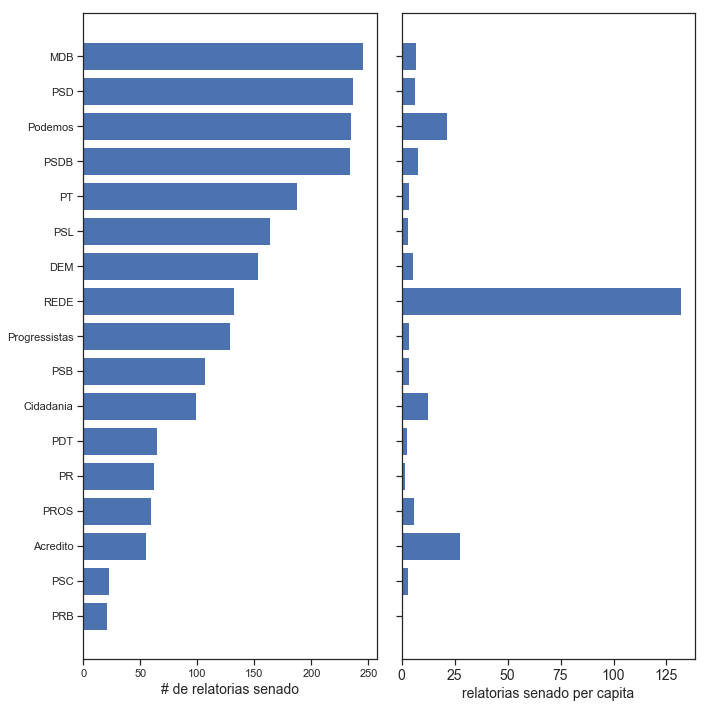 MDB
PSD
Podemos
PSDB
PT
PSL
DEM
REDE
Progressistas
PSB
Cidadania
PDT
PR
PROS
Acredito
PSC
PRB
0 50 100 150 200 250
# de relatorias senado
0 25 50 75 100 125
relatorias senado per capita